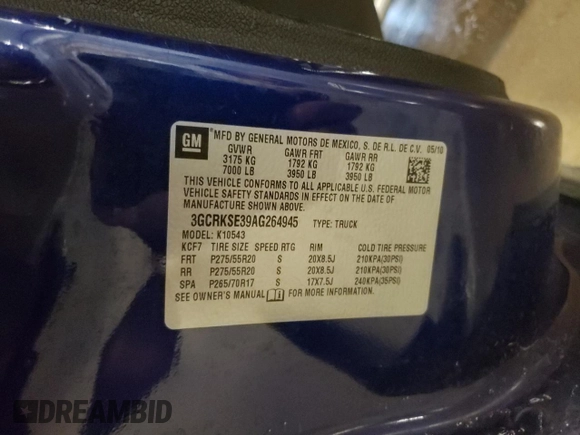 GM
®MFD BY GENERAL MOTORS DE MEXICO, S. DE R.L. DE C.V. 05/10
GVWR GAWR FRT GAWR RR
3175 KG 1792 KG 1792 KG
7000 LB 3950 LB 3950 LB
THIS VEHICLE CONFORMS TO ALL APPLICABLE U.S. FEDERAL MOTOR
VEHICLE SAFETY STANDARDS IN EFFECT ON THE DATE OF
MANUFACTURE SHOWN ABOVE.
3GCRKSE39AG264945 TYPE: TRUCK
MODEL: K10543
KCF7 TIRE SIZE SPEED RTG RIM COLD TIRE PRESSURE
FRT P275/55R20 S 20X8.5J 210KPA(30PSI)
RR P275/55R20 S 20X8.5J 210KPA(30PSI)
SPA P265/70R17 S 17X7.5J 240KPA(35PSI)
SEE OWNER'S MANUAL FOR MORE INFORMATION.
DREAMBID